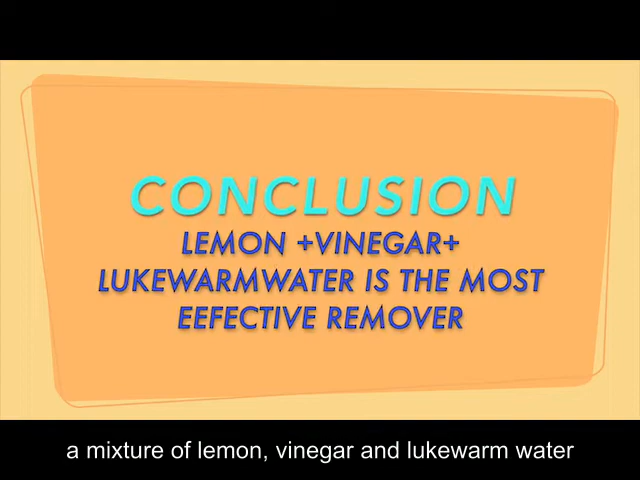 CONCLUSION
LEMON +VINEGAR+
LUKEWARMWATER IS THE MOST
EEFECTIVE REMOVER
a mixture of lemon, vinegar and lukewarm water